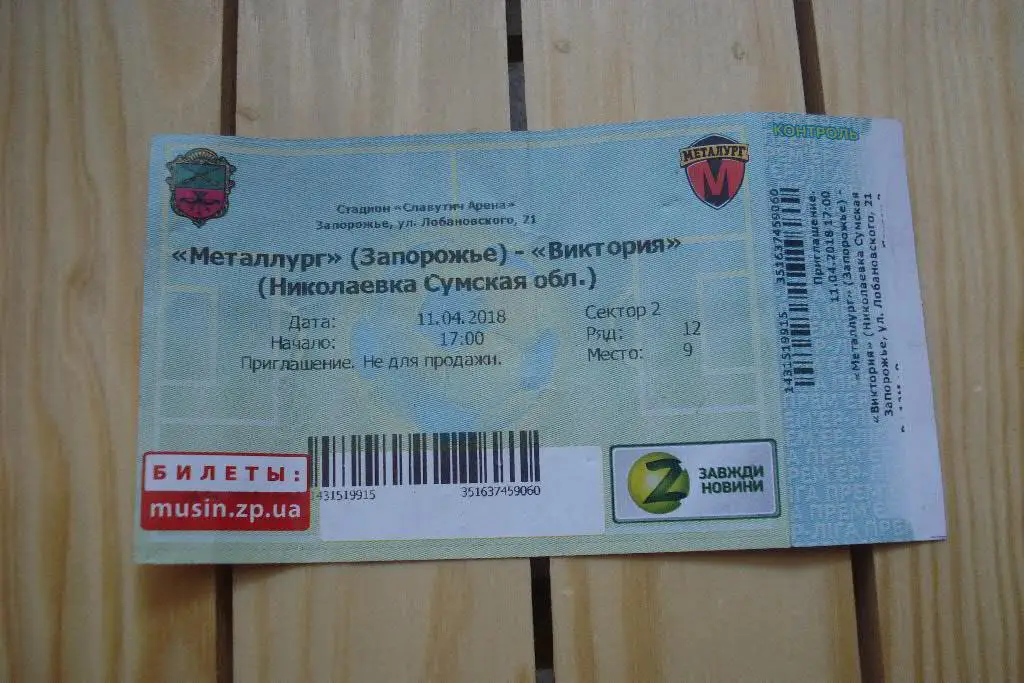 МЕТАЛУРГ
М
Стадион «Славутич Арена»
Запорожье, ул. Лобановского, 21
«Металлург» (Запорожье) - «Виктория»
(Николаевка Сумская обл.)
Дата: 11.04.2018
Начало: 17:00
Приглашение. Не для продажи.
Сектор 2
Ряд: 12
Место: 9
БИЛЕТЫ:
musin.zp.ua
1431519915 351637459060
Z ЗАВЖДИ
НОВИНИ
КОНТРОЛЬ
1431519915 351637459060
Приглашение.
11.04.2018 17:00
«Металлург» (Запорожье) -
«Виктория» (Николаевка Сумская
Запорожье, ул. Лобановского, 21